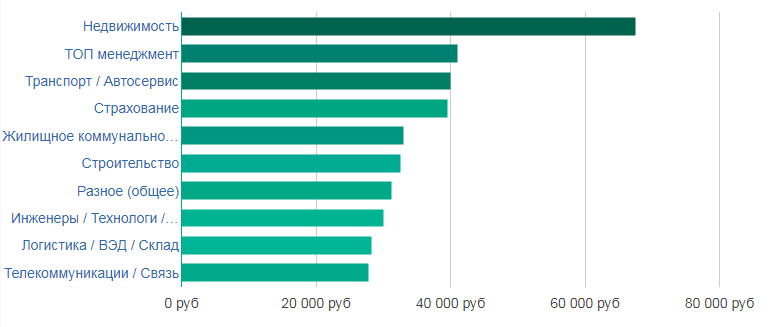 Недвижимость
ТОП менеджмент
Транспорт / Автосервис
Страхование
Жилищное коммунально...
Строительство
Разное (общее)
Инженеры / Технологи /...
Логистика / ВЭД / Склад
Телекоммуникации / Связь
0 руб 20 000 руб 40 000 руб 60 000 руб 80 000 руб